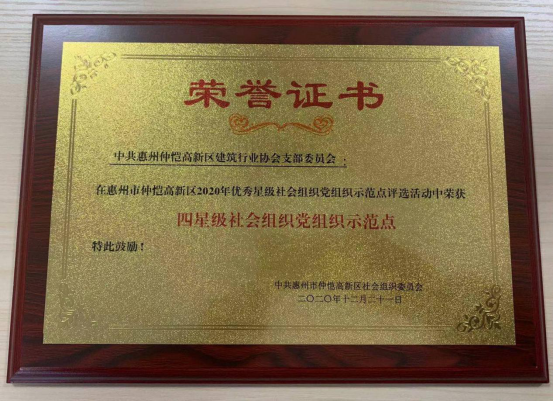 荣誉证书
中共惠州仲恺高新区建筑行业协会支部委员会：
在惠州市仲恺高新区2020年优秀星级社会组织党组织示范点评选活动中荣获
四星级社会组织党组织示范点
特此鼓励！
中共惠州市仲恺高新区社会组织委员会
二〇二〇年十二月二十一日